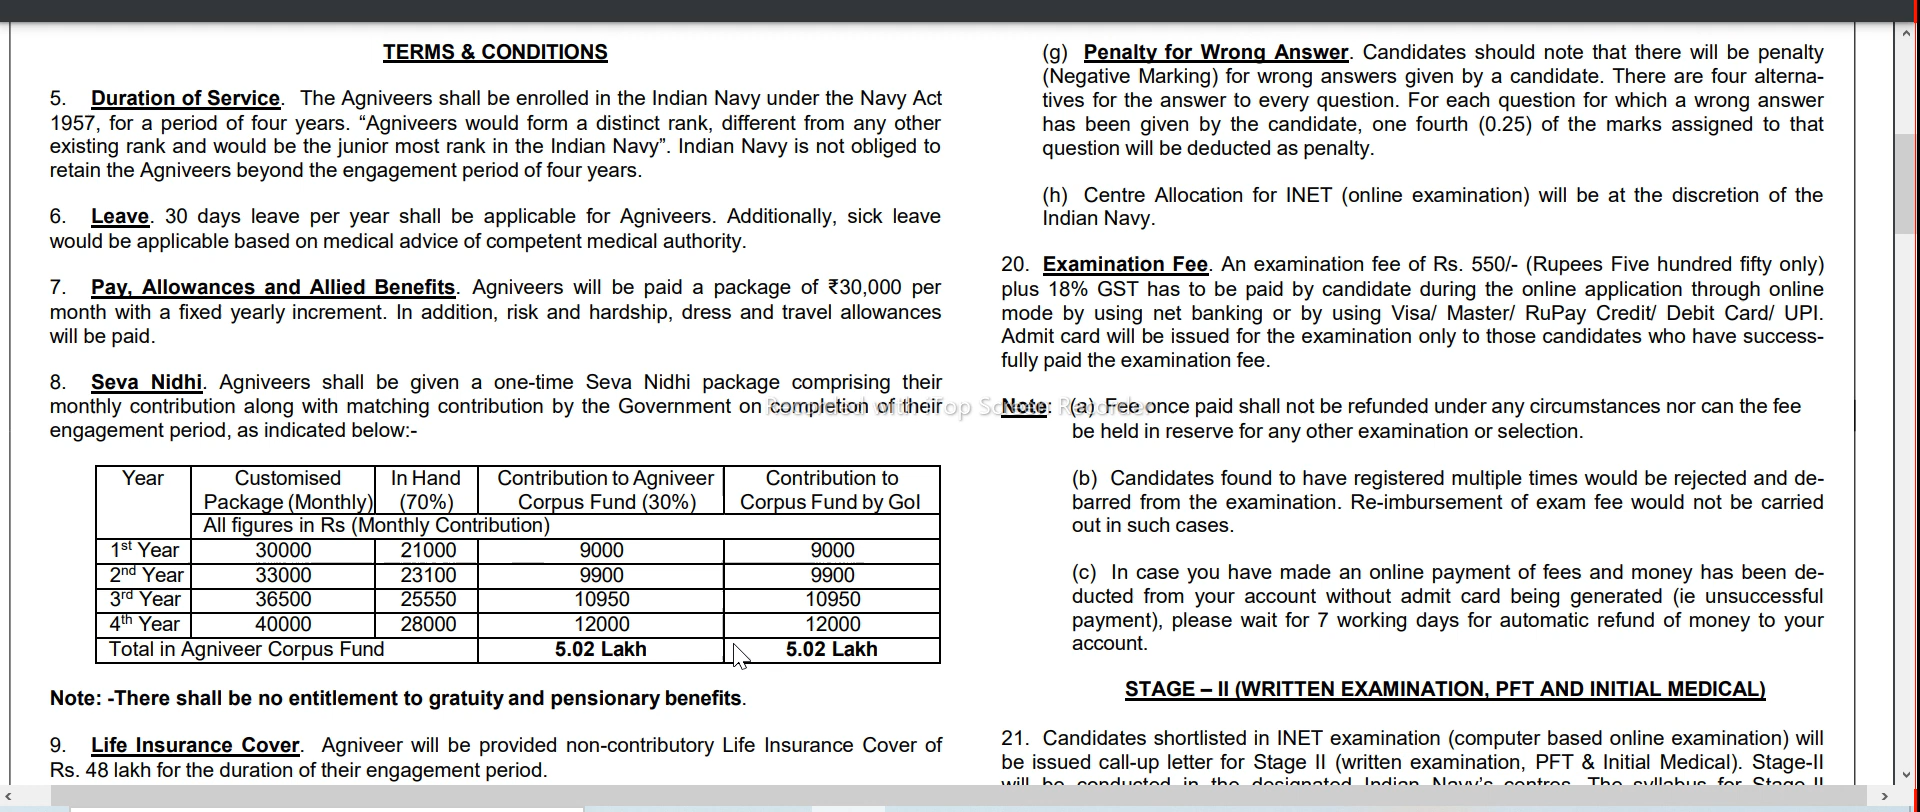 TERMS & CONDITIONS
5. Duration of Service. The Agniveers shall be enrolled in the Indian Navy under the Navy Act
1957, for a period of four years. “Agniveers would form a distinct rank, different from any other
existing rank and would be the junior most rank in the Indian Navy”. Indian Navy is not obliged to
retain the Agniveers beyond the engagement period of four years.
6. Leave. 30 days leave per year shall be applicable for Agniveers. Additionally, sick leave
would be applicable based on medical advice of competent medical authority.
7. Pay, Allowances and Allied Benefits. Agniveers will be paid a package of ₹30,000 per
month with a fixed yearly increment. In addition, risk and hardship, dress and travel allowances
will be paid.
8. Seva Nidhi. Agniveers shall be given a one-time Seva Nidhi package comprising their
monthly contribution along with matching contribution by the Government on completion of their
engagement period, as indicated below:-
Year Customised In Hand Contribution to Agniveer Contribution to
Package (Monthly) (70%) Corpus Fund (30%) Corpus Fund by GoI
All figures in Rs (Monthly Contribution)
1st Year 30000 21000 9000 9000
2nd Year 33000 23100 9900 9900
3rd Year 36500 25550 10950 10950
4th Year 40000 28000 12000 12000
Total in Agniveer Corpus Fund 5.02 Lakh 5.02 Lakh
Note: -There shall be no entitlement to gratuity and pensionary benefits.
9. Life Insurance Cover. Agniveer will be provided non-contributory Life Insurance Cover of
Rs. 48 lakh for the duration of their engagement period.
(g) Penalty for Wrong Answer. Candidates should note that there will be penalty
(Negative Marking) for wrong answers given by a candidate. There are four alterna-
tives for the answer to every question. For each question for which a wrong answer
has been given by the candidate, one fourth (0.25) of the marks assigned to that
question will be deducted as penalty.
(h) Centre Allocation for INET (online examination) will be at the discretion of the
Indian Navy.
20. Examination Fee. An examination fee of Rs. 550/- (Rupees Five hundred fifty only)
plus 18% GST has to be paid by candidate during the online application through online
mode by using net banking or by using Visa/ Master/ RuPay Credit/ Debit Card/ UPI.
Admit card will be issued for the examination only to those candidates who have success-
fully paid the examination fee.
Note: (a) Fee once paid shall not be refunded under any circumstances nor can the fee
be held in reserve for any other examination or selection.
(b) Candidates found to have registered multiple times would be rejected and de-
barred from the examination. Re-imbursement of exam fee would not be carried
out in such cases.
(c) In case you have made an online payment of fees and money has been de-
ducted from your account without admit card being generated (ie unsuccessful
payment), please wait for 7 working days for automatic refund of money to your
account.
STAGE – II (WRITTEN EXAMINATION, PFT AND INITIAL MEDICAL)
21. Candidates shortlisted in INET examination (computer based online examination) will
be issued call-up letter for Stage II (written examination, PFT & Initial Medical). Stage-II
will be conducted in the designated Indian Navy's centres. The syllabus for Stage-II
Recorded with iTop Screen Recorder